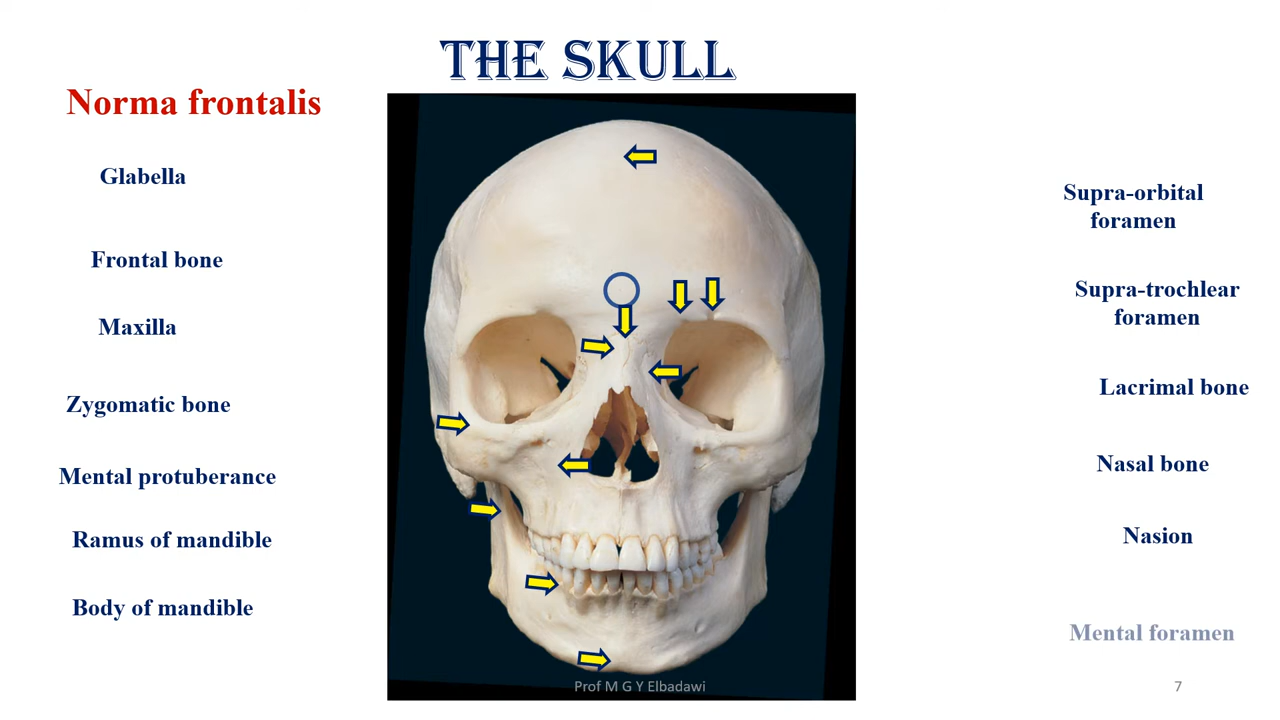 THE SKULL
Norma frontalis
Glabella
Frontal bone
Maxilla
Zygomatic bone
Mental protuberance
Ramus of mandible
Body of mandible
Supra-orbital
foramen
Supra-trochlear
foramen
Lacrimal bone
Nasal bone
Nasion
Mental foramen
Prof M G Y Elbadawi
7